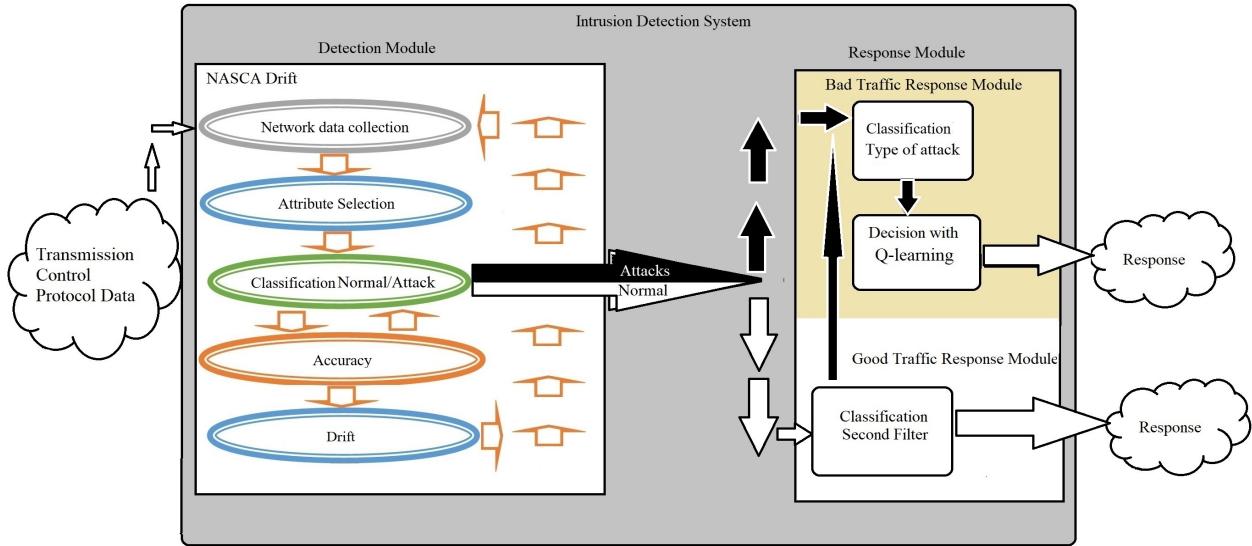 Intrusion Detection System
Detection Module
Response Module
NASCA Drift
Network data collection
Attribute Selection
Classification Normal/Attack
Accuracy
Drift
Transmission
Control
Protocol Data
Attacks
Normal
Bad Traffic Response Module
Classification
Type of attack
Decision with
Q-learning
Response
Good Traffic Response Module
Classification
Second Filter
Response